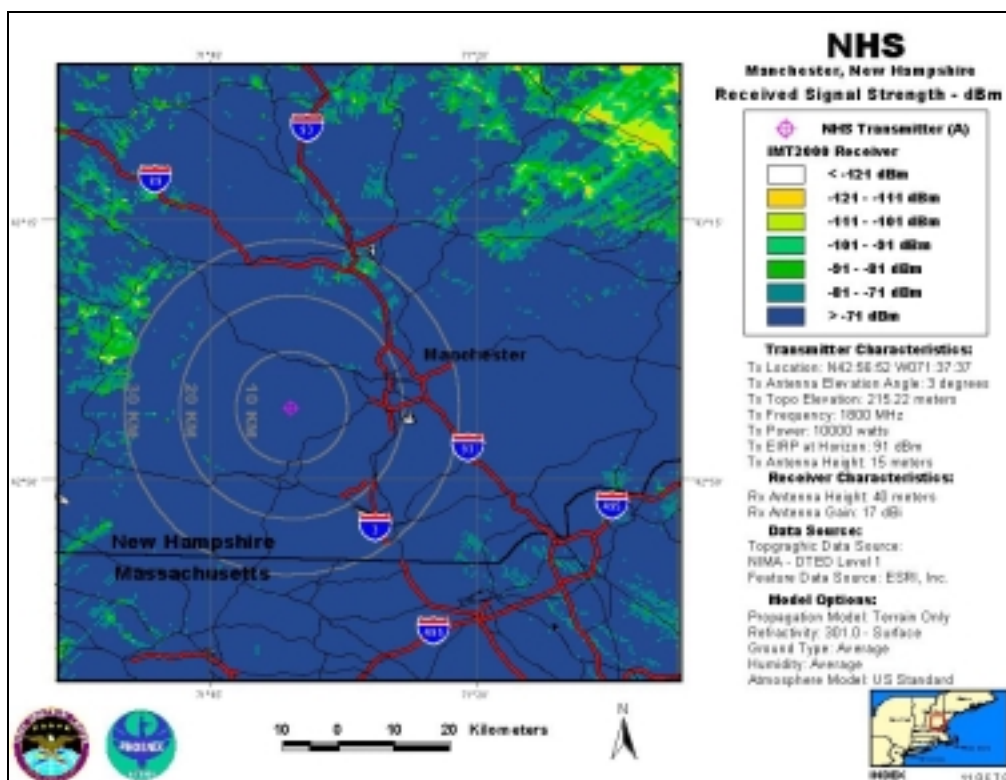 NHS
Manchester, New Hampshire
Received Signal Strength - dBm
NHS Transmitter (A)
IMT2000 Receiver
< -121 dBm
-121 - -111 dBm
-111 - -101 dBm
-101 - -91 dBm
-91 - -81 dBm
-81 - -71 dBm
> -71 dBm
Transmitter Characteristics:
Tx Location: N42:56:52 W071:37:37
Tx Antenna Elevation Angle: 3 degrees
Tx Topo Elevation: 215.22 meters
Tx Frequency: 1800 MHz
Tx Power: 10000 watts
Tx EIRP at Horizon: 91 dBm
Tx Antenna Height: 15 meters
Receiver Characteristics:
Rx Antenna Height: 40 meters
Rx Antenna Gain: 17 dBi
Data Source:
Topgraghic Data Source:
NIMA - DTED Level 1
Feature Data Source: ESRI, Inc.
Model Options:
Propagation Model: Terrain Only
Refractivity: 301.0 - Surface
Ground Type: Average
Humidity: Average
Atmosphere Model: US Standard
93
89
Manchester
30 KM
20 KM
10 KM
93
495
3
New Hampshire
Massachusetts
495
10 0 10 20 Kilometers
N
PHOENIX
INDEX